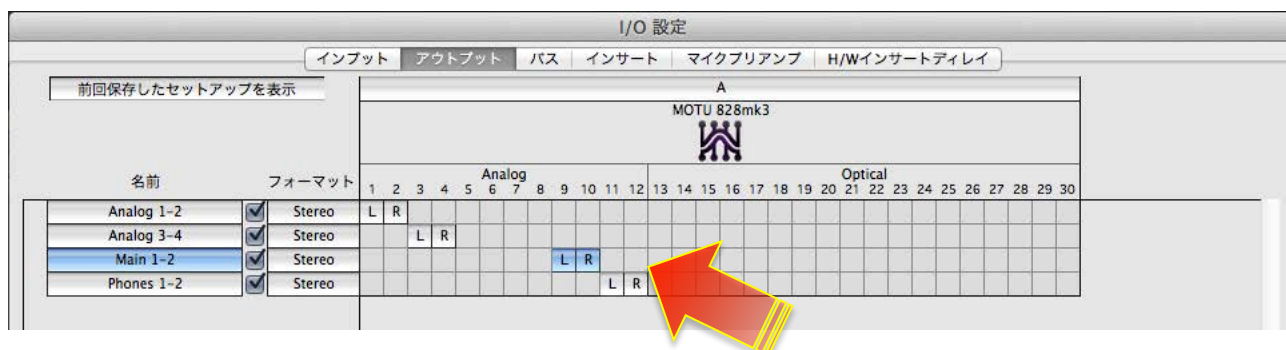 I/O 設定
インプット アウトプット バス インサート マイクプリアンプ H/Wインサートディレイ
前回保存したセットアップを表示 A
MOTU 828mk3
Analog Optical
名前 フォーマット 1 2 3 4 5 6 7 8 9 10 11 12 13 14 15 16 17 18 19 20 21 22 23 24 25 26 27 28 29 30
Analog 1-2 Stereo L R
Analog 3-4 Stereo L R
Main 1-2 Stereo L R
Phones 1-2 Stereo L R